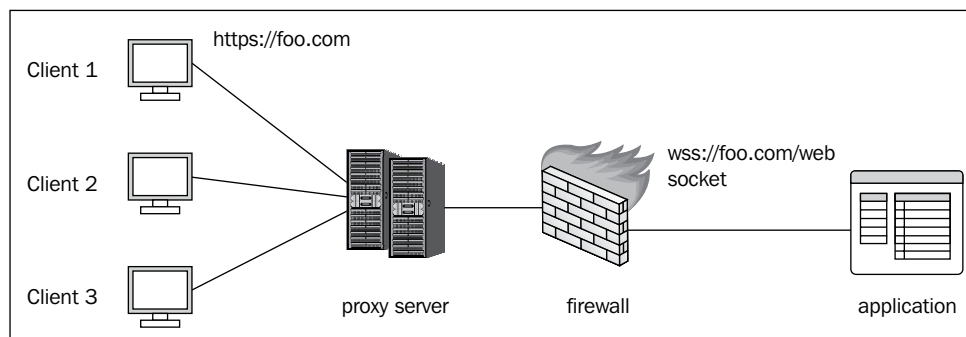 https://foo.com
Client 1
Client 2
Client 3
proxy server
firewall
wss://foo.com/web
socket
application